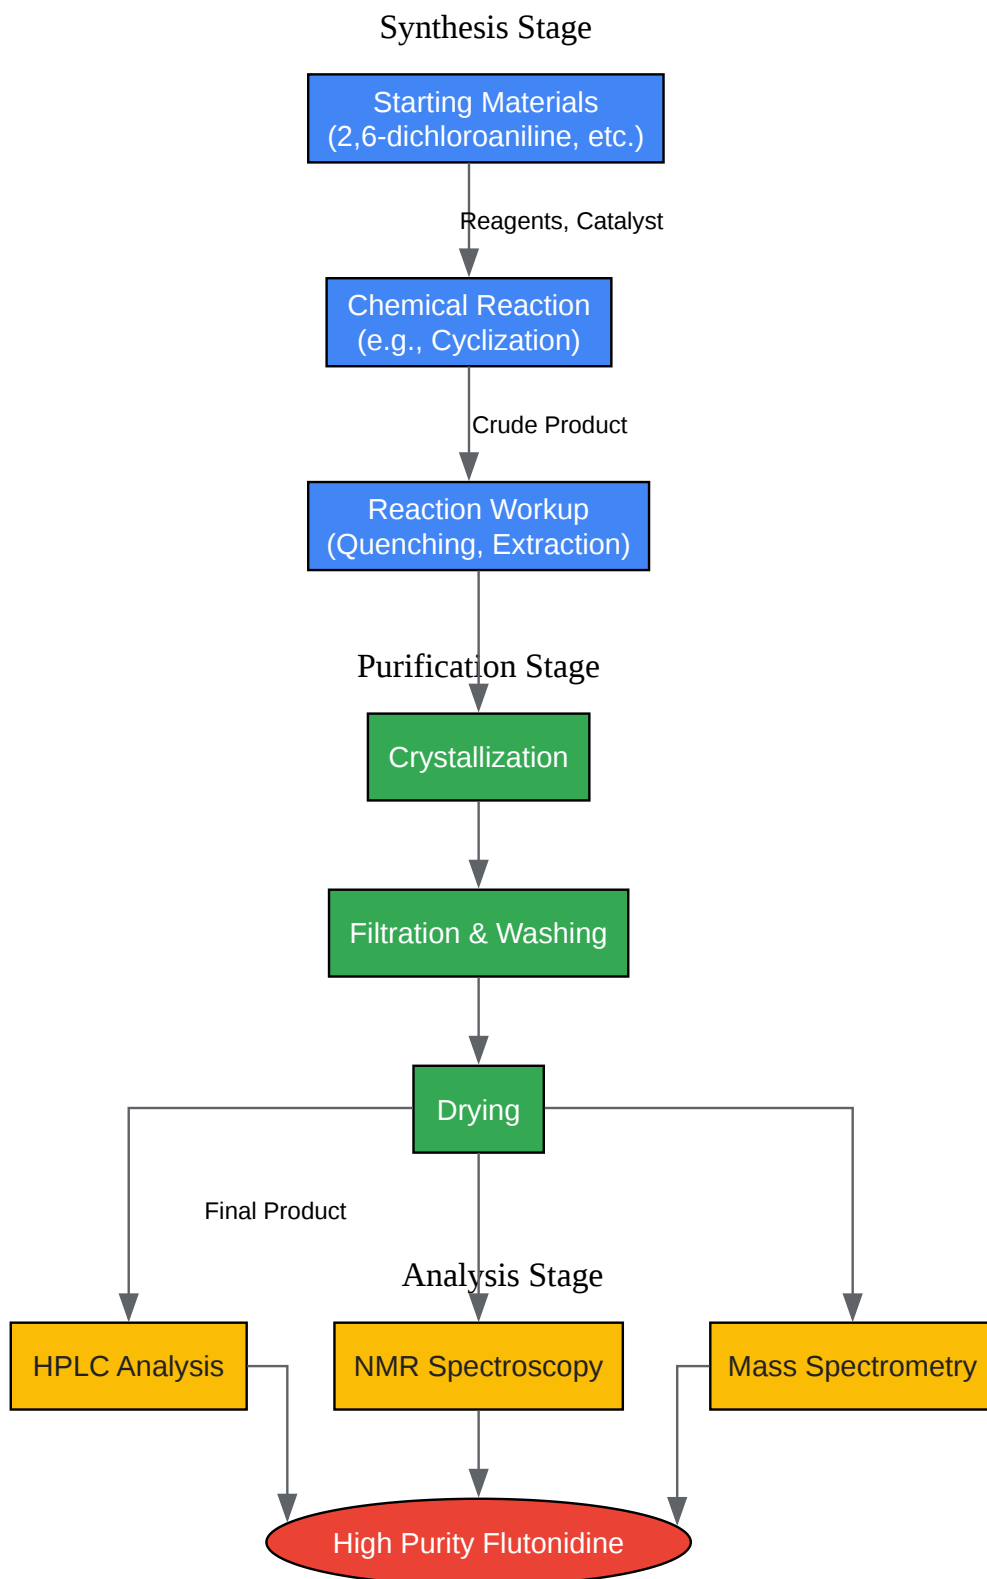 Synthesis Stage
Starting Materials
(2,6-dichloroaniline, etc.)
Reagents, Catalyst
Chemical Reaction
(e.g., Cyclization)
Crude Product
Reaction Workup
(Quenching, Extraction)
Purification Stage
Crystallization
Filtration & Washing
Drying
Final Product
Analysis Stage
HPLC Analysis
NMR Spectroscopy
Mass Spectrometry
High Purity Flutonidine